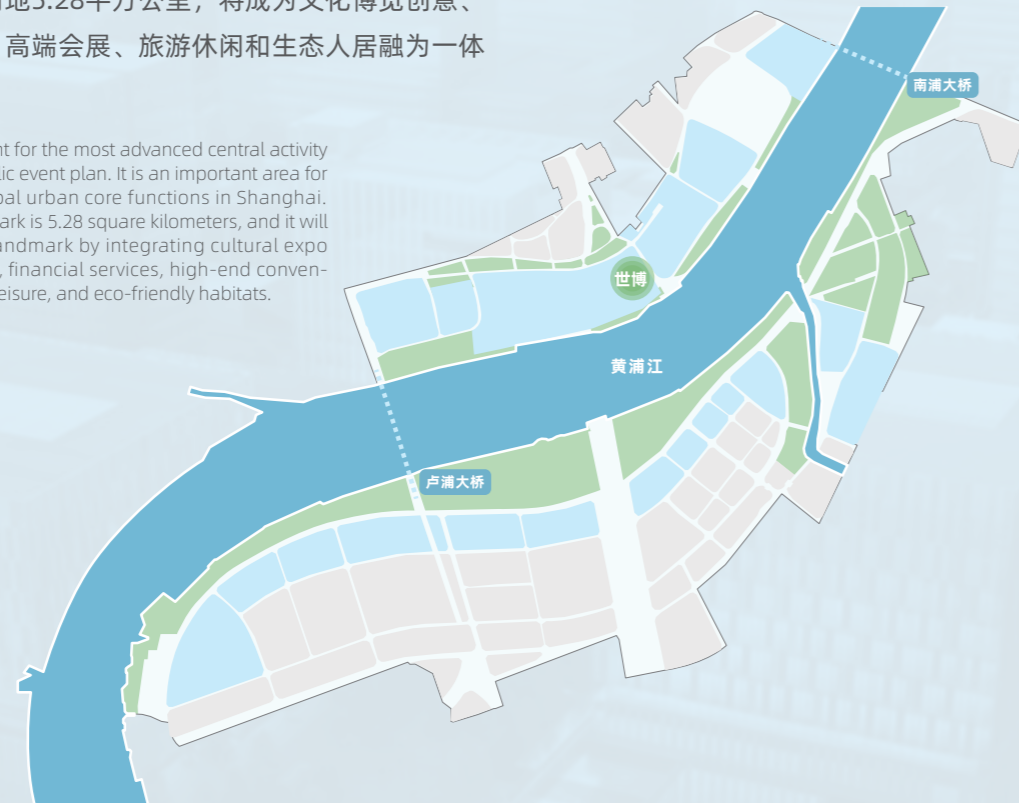 地5.28平方公里，将成为文化博览创意、
高端会展、旅游休闲和生态人居融为一体
nt for the most advanced central activity
lic event plan. It is an important area for
bal urban core functions in Shanghai.
ark is 5.28 square kilometers, and it will
andmark by integrating cultural expo
, financial services, high-end conven-
eisure, and eco-friendly habitats.
南浦大桥
世博
黄浦江
卢浦大桥